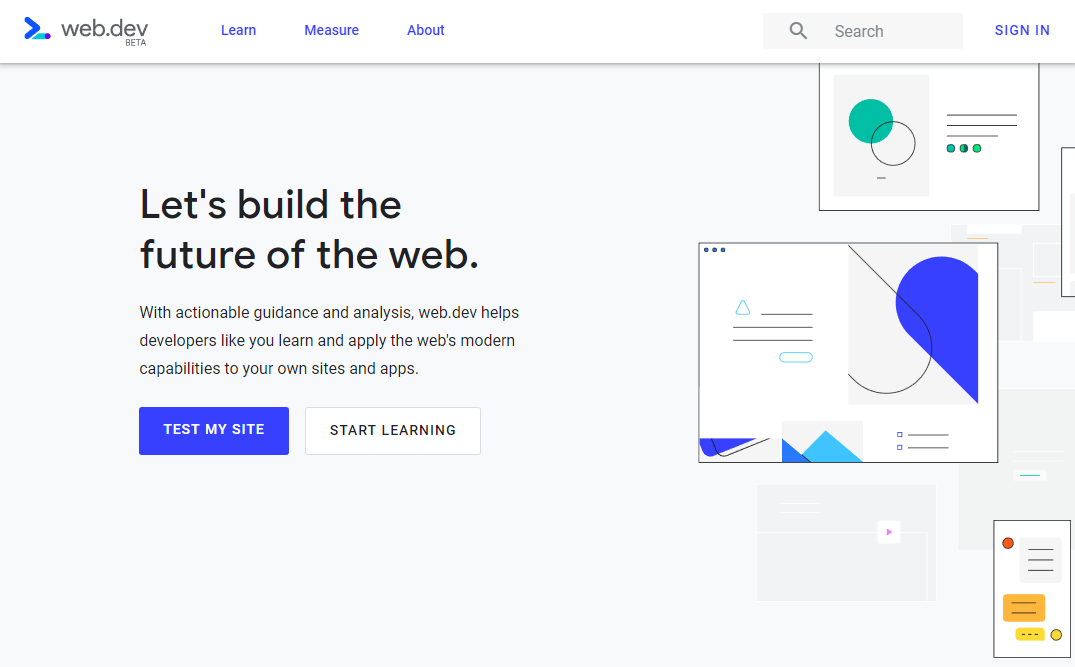 web.dev
BETA
Learn Measure About
Search
SIGN IN
Let's build the
future of the web.
With actionable guidance and analysis, web.dev helps
developers like you learn and apply the web's modern
capabilities to your own sites and apps.
TEST MY SITE
START LEARNING